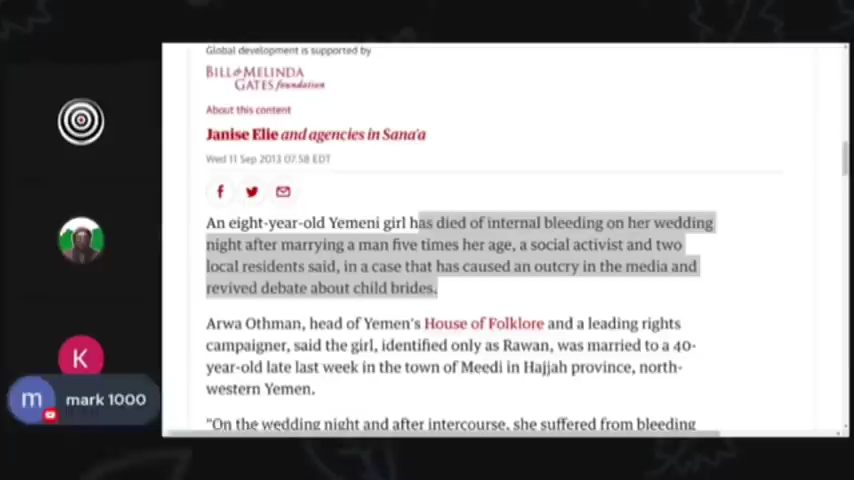 Global development is supported by
BILL & MELINDA
GATES foundation
About this content
Janise Elie and agencies in Sana'a
Wed 11 Sep 2013 07.58 EDT
An eight-year-old Yemeni girl has died of internal bleeding on her wedding
night after marrying a man five times her age, a social activist and two
local residents said, in a case that has caused an outcry in the media and
revived debate about child brides.
Arwa Othman, head of Yemen's House of Folklore and a leading rights
campaigner, said the girl, identified only as Rawan, was married to a 40-
year-old late last week in the town of Meedi in Hajjah province, north-
western Yemen.
"On the wedding night and after intercourse, she suffered from bleeding
K
m mark 1000